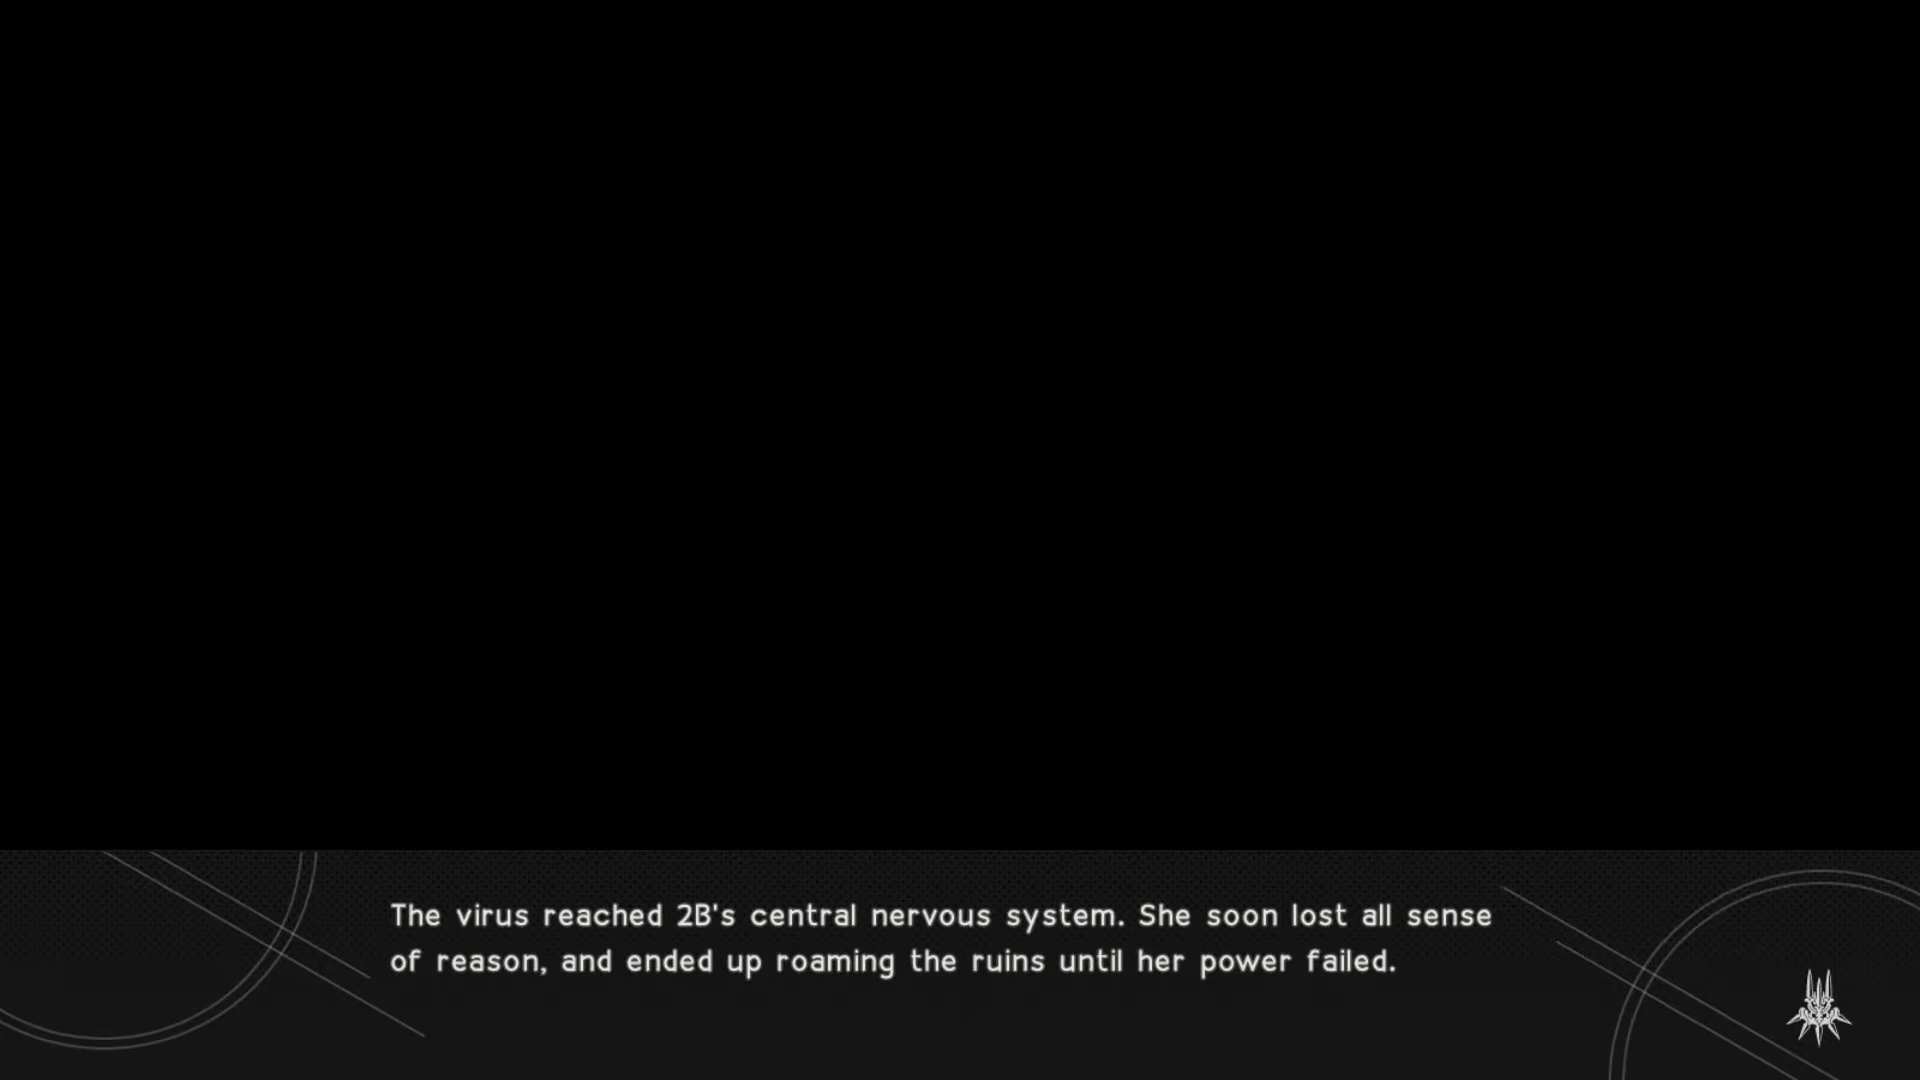 The virus reached 2B's central nervous system. She soon lost all sense
of reason, and ended up roaming the ruins until her power failed.